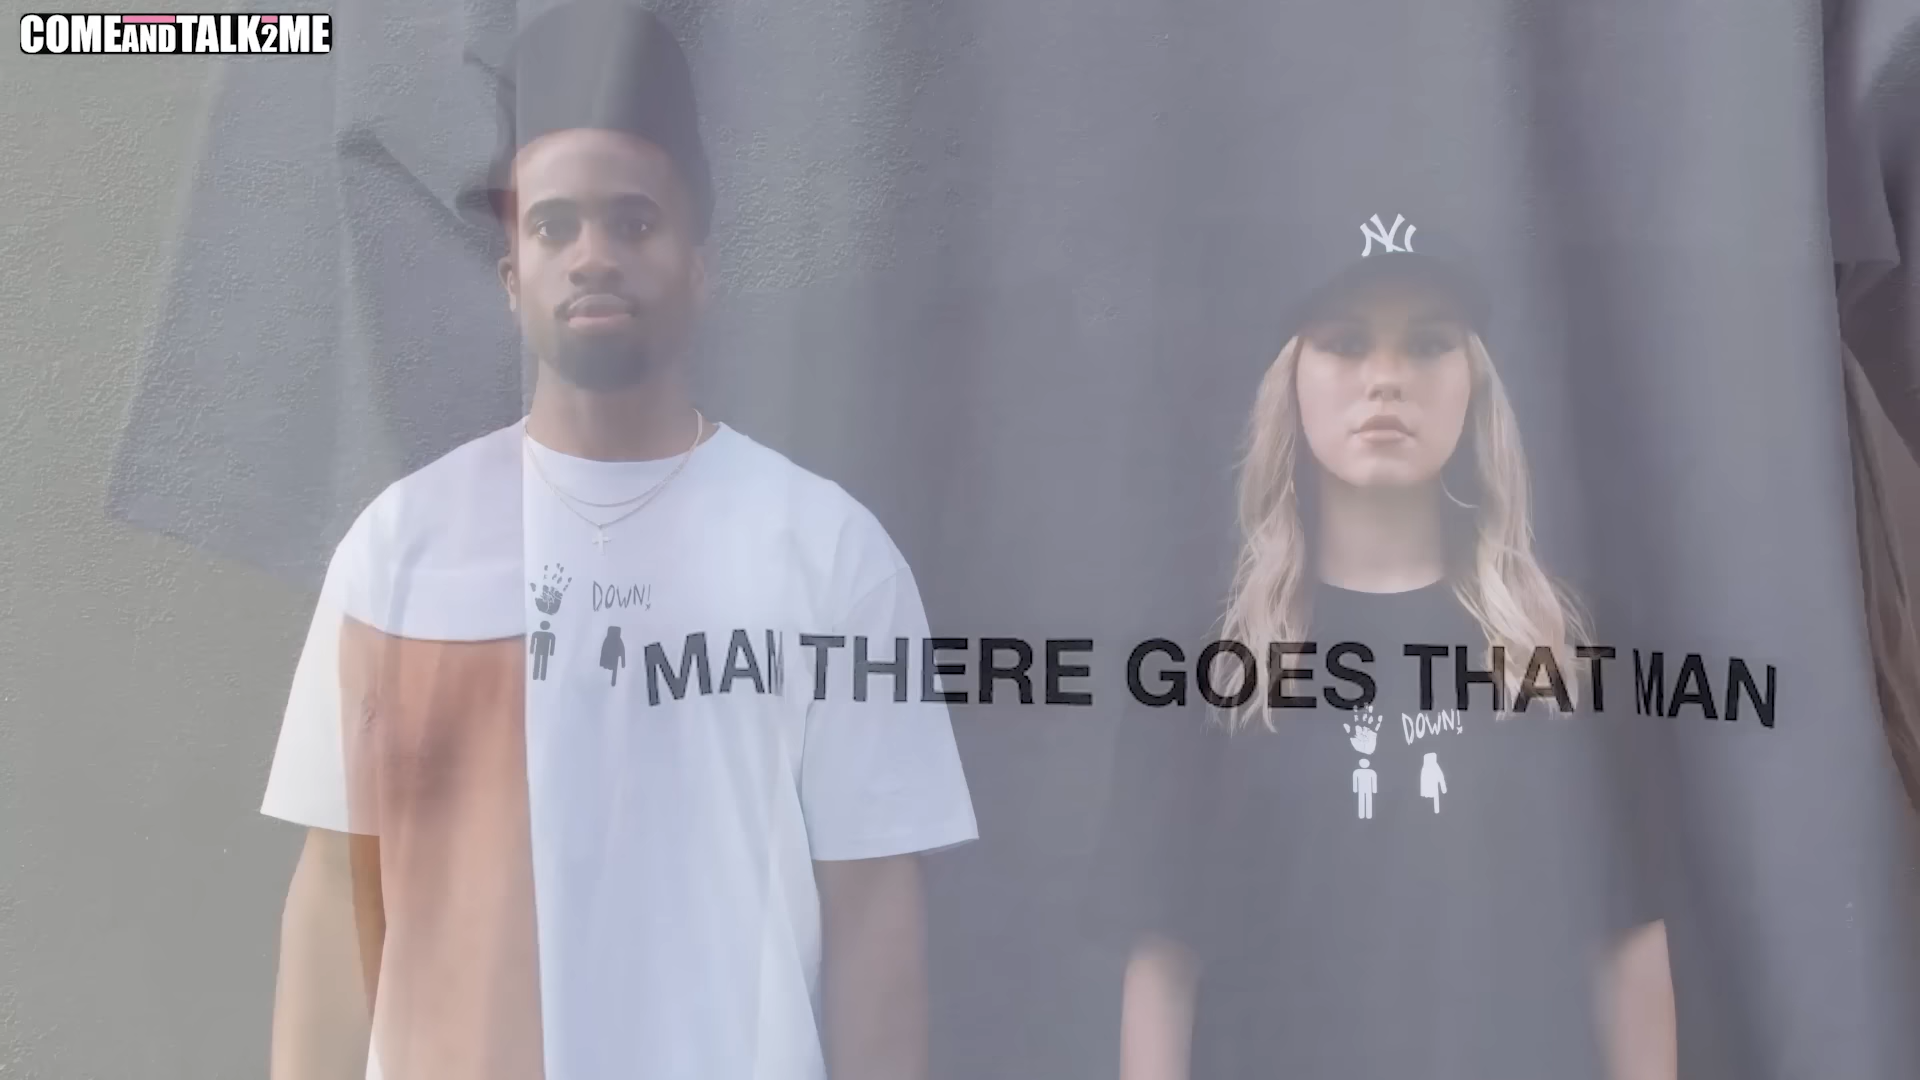 COMEANDTALK2ME
NY
DOWN!
MAN THERE GOES THAT MAN
DOWN!